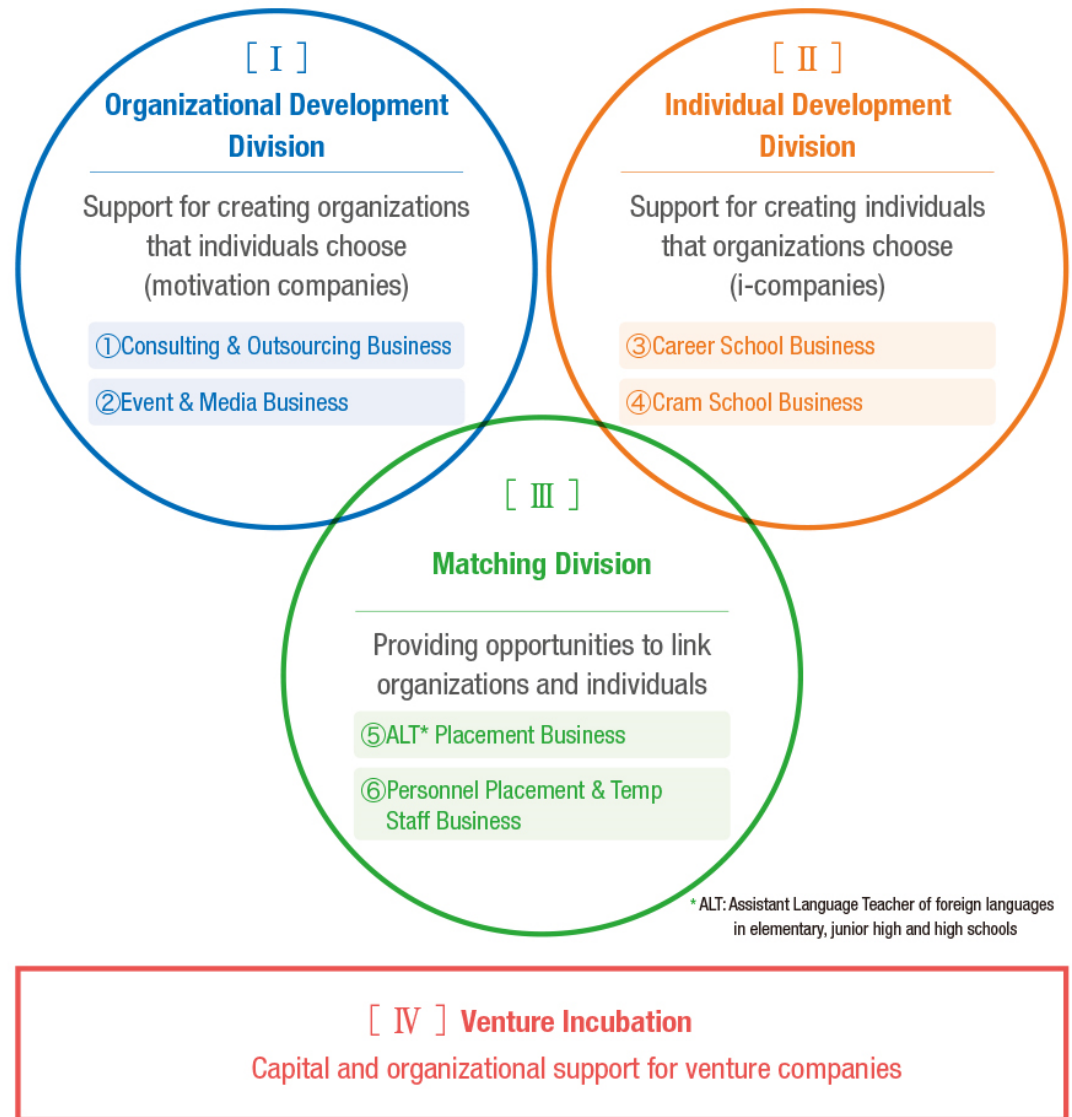 [ Ⅰ ]
Organizational Development
Division
Support for creating organizations
that individuals choose
(motivation companies)
①Consulting & Outsourcing Business
②Event & Media Business
[ Ⅱ ]
Individual Development
Division
Support for creating individuals
that organizations choose
(i-companies)
③Career School Business
④Cram School Business
[ Ⅲ ]
Matching Division
Providing opportunities to link
organizations and individuals
⑤ALT* Placement Business
⑥Personnel Placement & Temp
Staff Business
* ALT: Assistant Language Teacher of foreign languages
in elementary, junior high and high schools
[ Ⅳ ] Venture Incubation
Capital and organizational support for venture companies